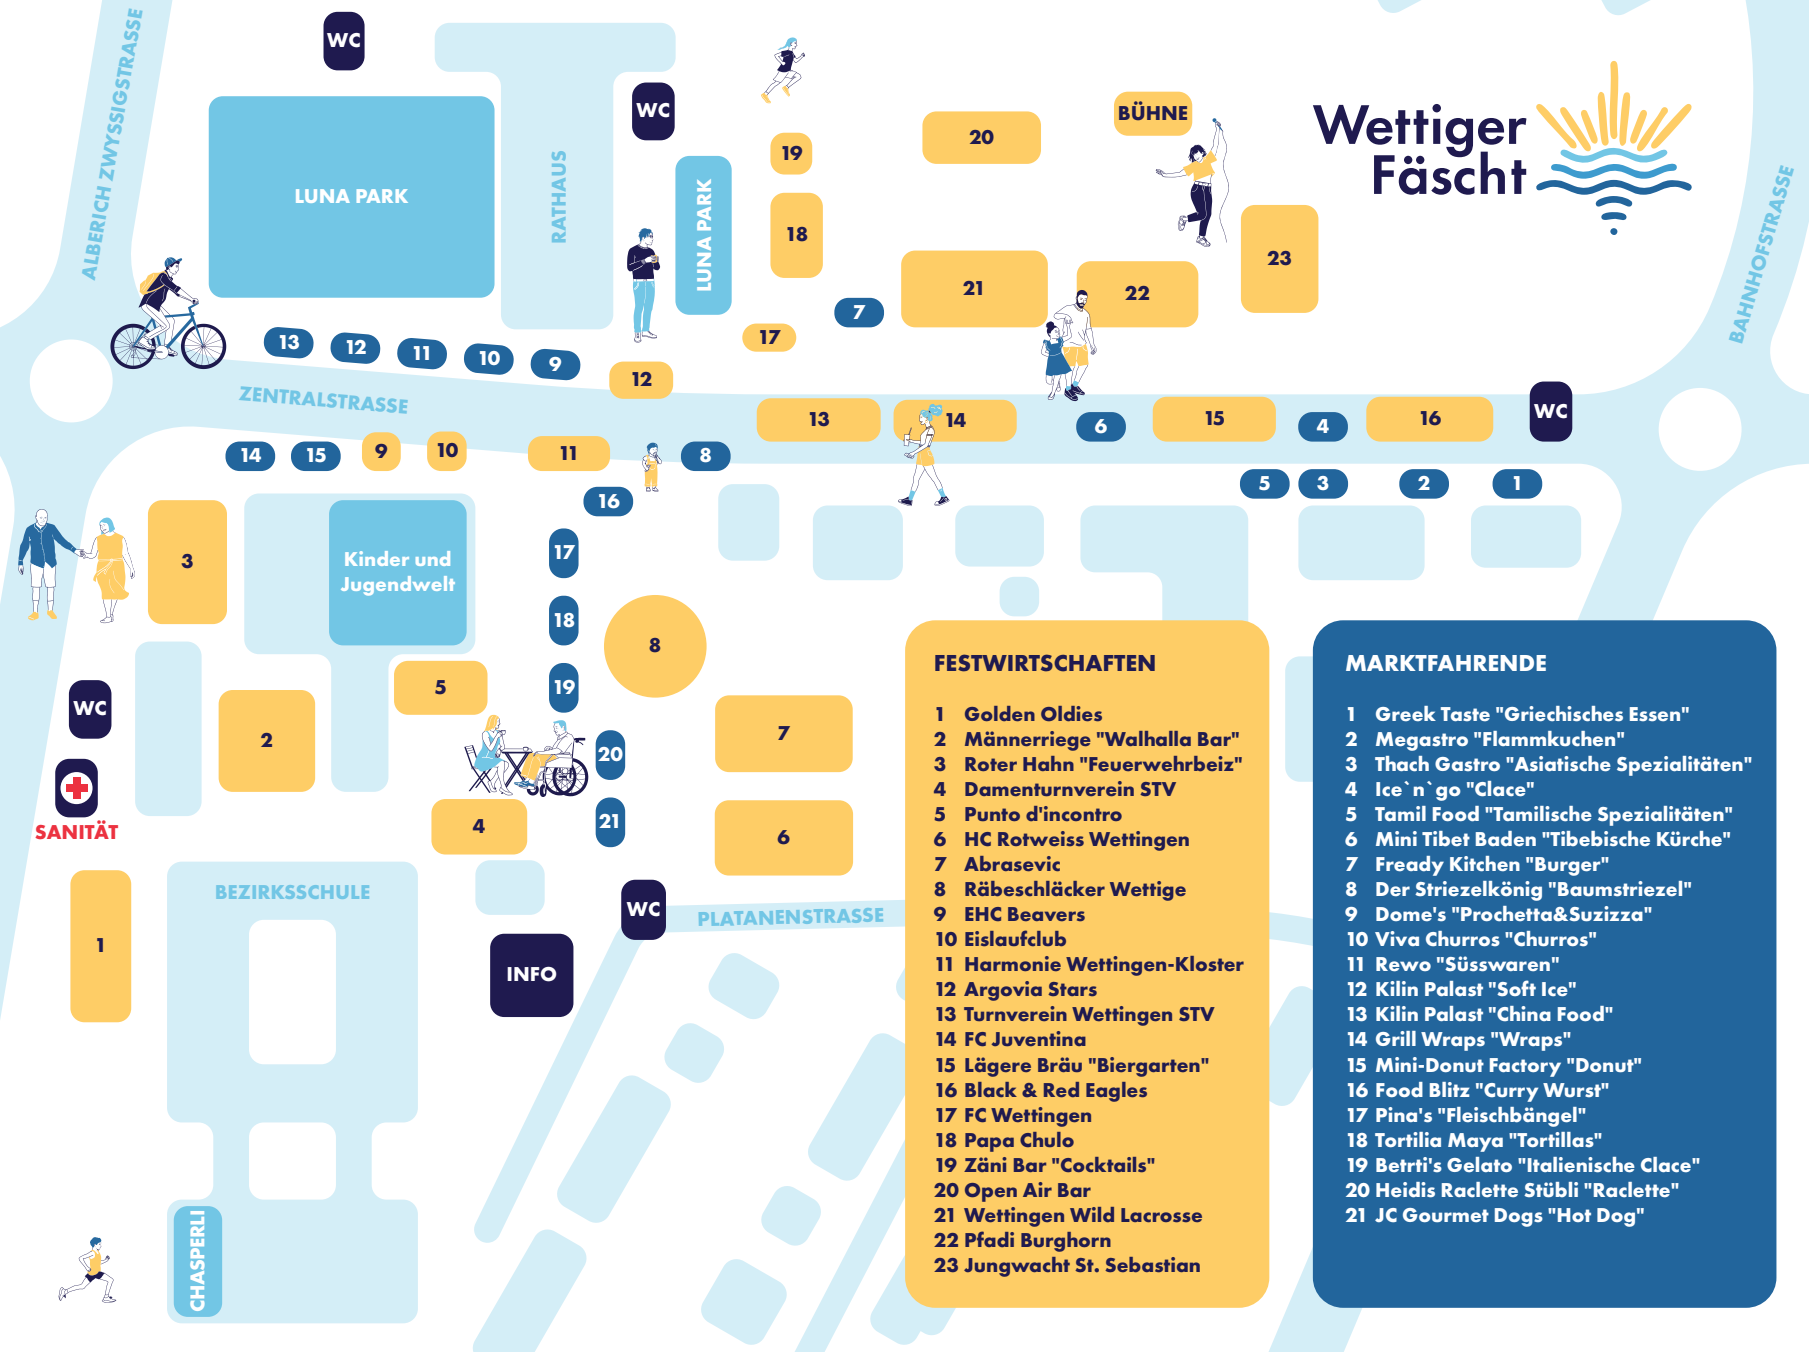 ALBERICH ZWYSSIGSTRASSE
WC
LUNA PARK
RATHAUS
WC
LUNA PARK
19
18
20
BÜHNE
Wettiger
Fäscht
23
21
22
7
17
BAHNHOFSTRASSE
13
12
11
10
9
12
ZENTRALSTRASSE
13
14
6
15
4
16
WC
14
15
9
10
11
8
16
5
3
2
1
3
Kinder und
Jugendwelt
17
18
19
8
5
WC
2
20
7
SANITÄT
4
21
6
1
BEZIRKSSCHULE
WC
PLATANENSTRASSE
INFO
CHASPERLI
FESTWIRTSCHAFTEN
1 Golden Oldies
2 Männerriege "Walhalla Bar"
3 Roter Hahn "Feuerwehrbeiz"
4 Damenturnverein STV
5 Punto d'incontro
6 HC Rotweiss Wettingen
7 Abrasevic
8 Räbeschläcker Wettige
9 EHC Beavers
10 Eislaufclub
11 Harmonie Wettingen-Kloster
12 Argovia Stars
13 Turnverein Wettingen STV
14 FC Juventina
15 Lägere Bräu "Biergarten"
16 Black & Red Eagles
17 FC Wettingen
18 Papa Chulo
19 Zäni Bar "Cocktails"
20 Open Air Bar
21 Wettingen Wild Lacrosse
22 Pfadi Burghorn
23 Jungwacht St. Sebastian
MARKTFAHRENDE
1 Greek Taste "Griechisches Essen"
2 Megastro "Flammkuchen"
3 Thach Gastro "Asiatische Spezialitäten"
4 Ice`n`go "Clace"
5 Tamil Food "Tamilische Spezialitäten"
6 Mini Tibet Baden "Tibebische Kürche"
7 Fready Kitchen "Burger"
8 Der Striezelkönig "Baumstriezel"
9 Dome's "Prochetta&Suzizza"
10 Viva Churros "Churros"
11 Rewo "Süsswaren"
12 Kilin Palast "Soft Ice"
13 Kilin Palast "China Food"
14 Grill Wraps "Wraps"
15 Mini-Donut Factory "Donut"
16 Food Blitz "Curry Wurst"
17 Pina's "Fleischbängel"
18 Tortilia Maya "Tortillas"
19 Betrti's Gelato "Italienische Clace"
20 Heidis Raclette Stübli "Raclette"
21 JC Gourmet Dogs "Hot Dog"